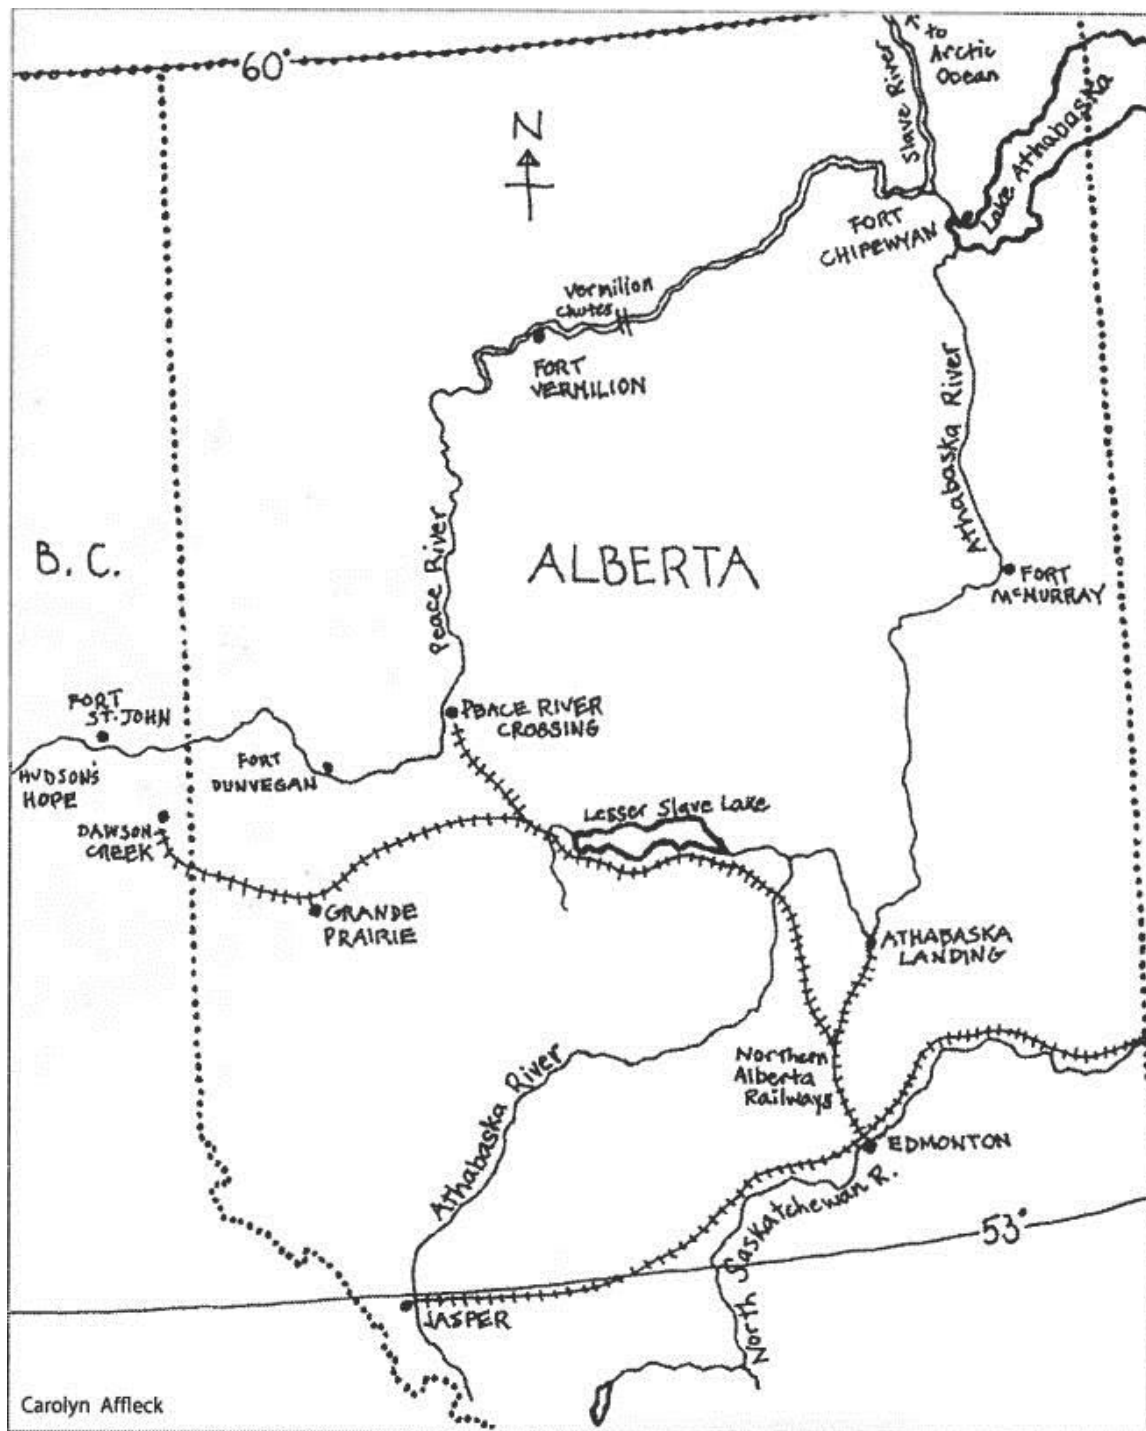 60°
to
Arctic
Ocean
Slave River
Lake Athabaska
N
FORT
CHIPEWYAN
Vermilion
Chutes
FORT
VERMILION
Athabaska River
Peace River
B.C.
ALBERTA
FORT
McMURRAY
FORT
ST. JOHN
PEACE RIVER
CROSSING
HUDSON'S
HOPE
FORT
DUNVEGAN
DAWSON
CREEK
Lesser Slave Lake
GRANDE
PRAIRIE
ATHABASKA
LANDING
Northern
Alberta
Railways
Athabaska River
EDMONTON
North Saskatchewan R.
53°
JASPER
Carolyn Affleck